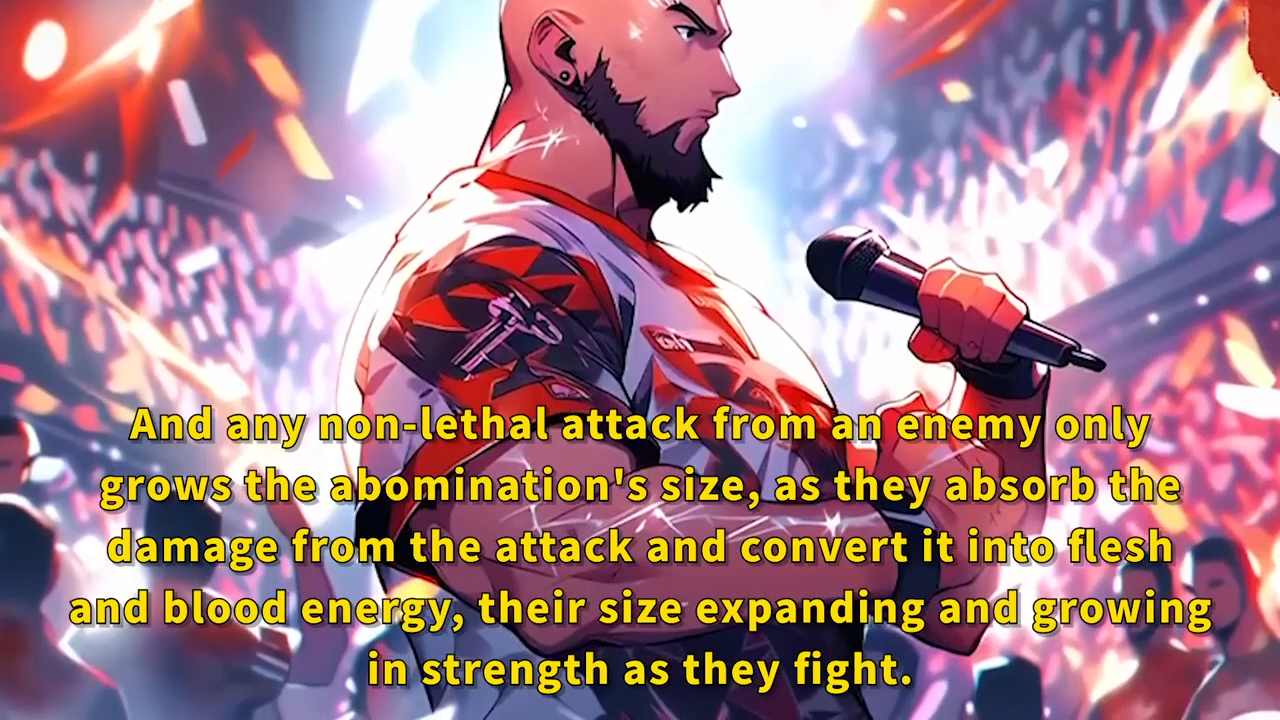 And any non-lethal attack from an enemy only
grows the abomination's size, as they absorb the
damage from the attack and convert it into flesh
and blood energy, their size expanding and growing
in strength as they fight.